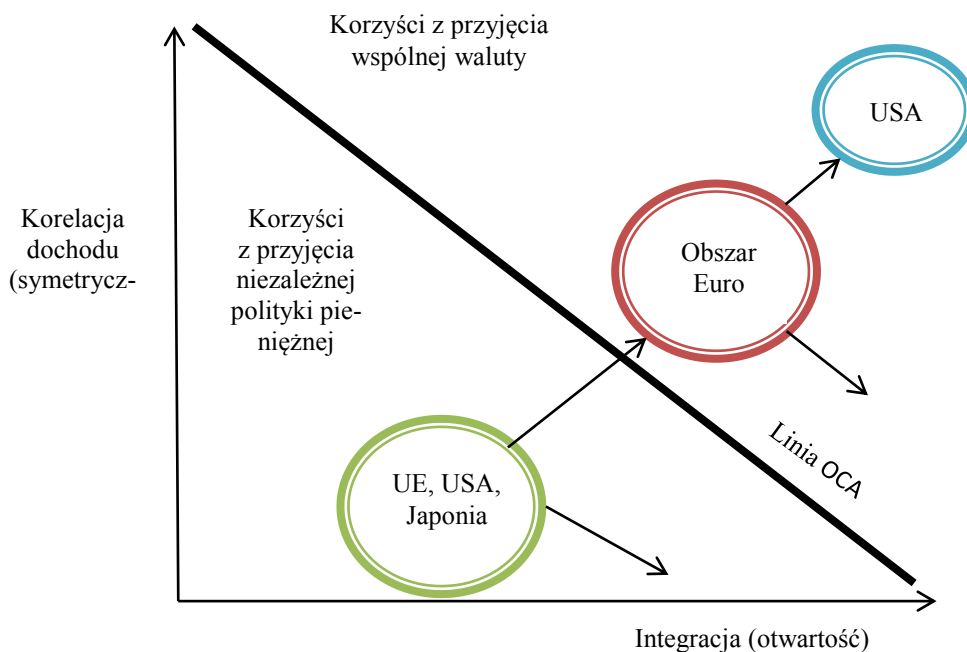 Korzyści z przyjęcia
wspólnej waluty
USA
Korelacja
dochodu
(symetrycz-
Korzyści
z przyjęcia
niezależnej
polityki pie-
niężnej
Obszar
Euro
Linia OCA
UE, USA,
Japonia
Integracja (otwartość)